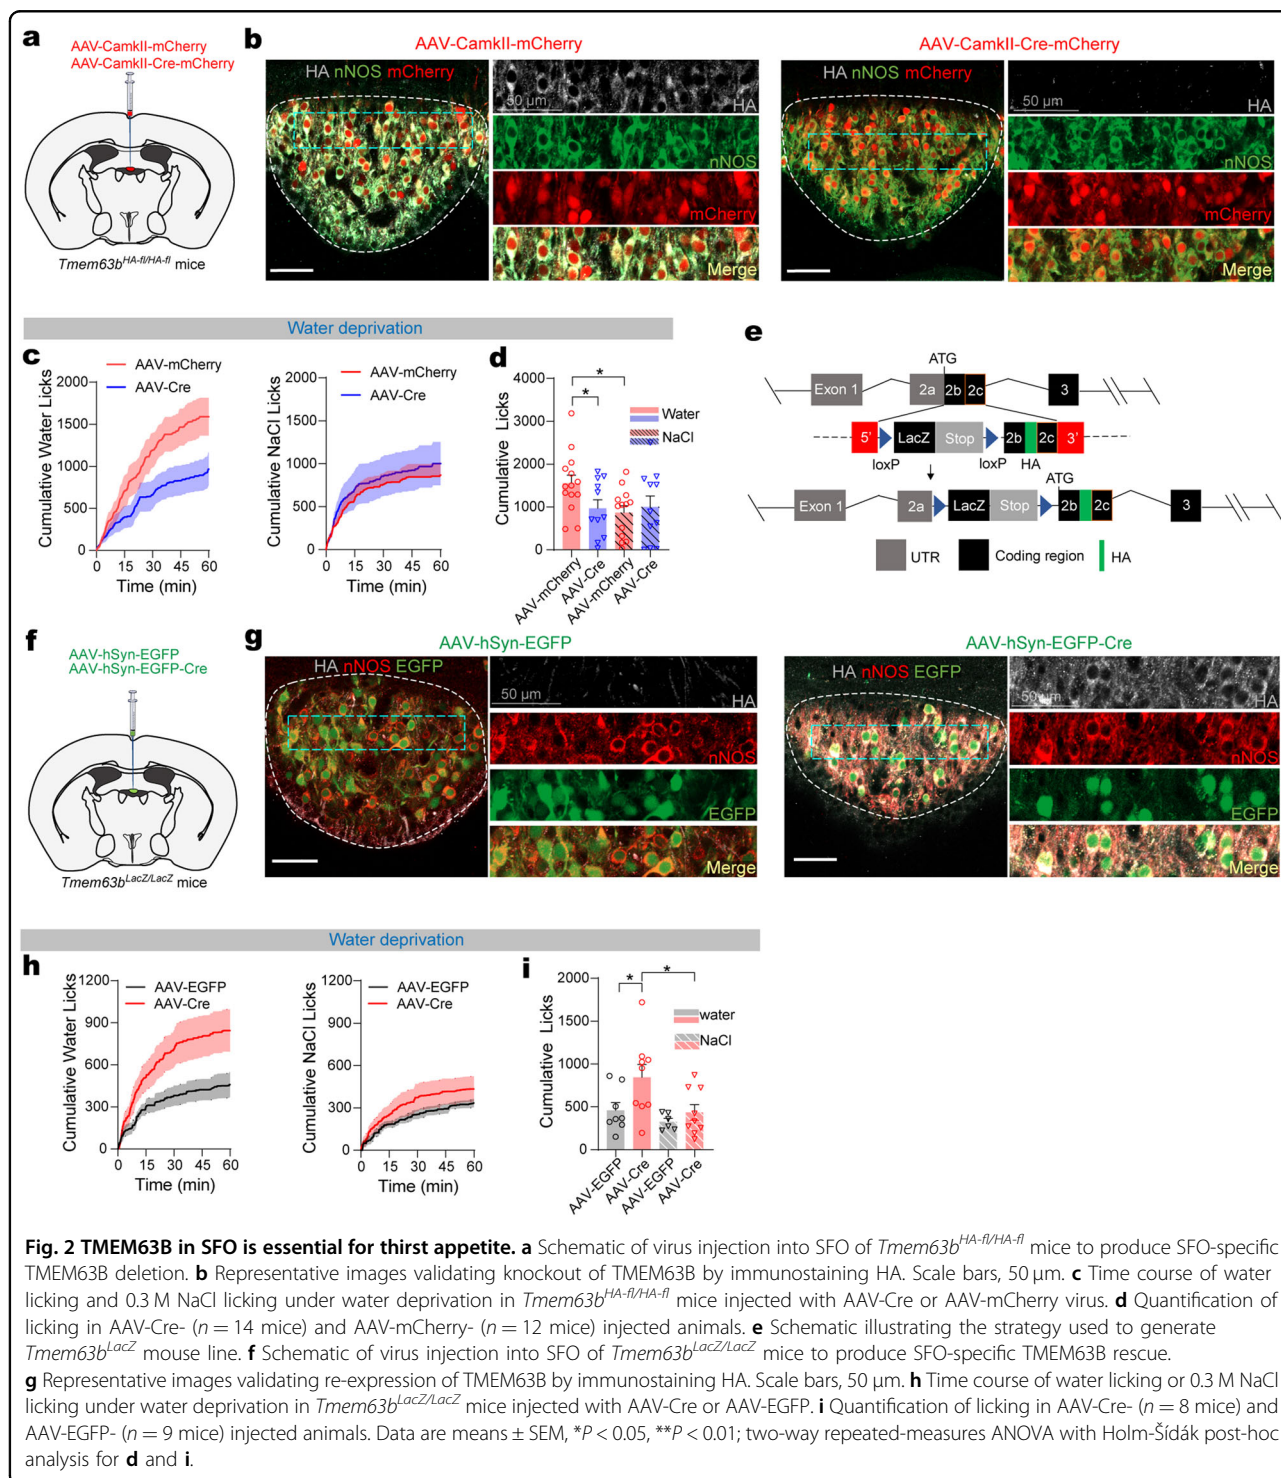 a
AAV-CamkII-mCherry
AAV-CamkII-Cre-mCherry
Tmem63b^HA-fl/HA-fl mice
b
AAV-CamkII-mCherry
HA nNOS mCherry
50 μm
HA
nNOS
mCherry
Merge
AAV-CamkII-Cre-mCherry
HA nNOS mCherry
50 μm
HA
nNOS
mCherry
Merge
Water deprivation
c
AAV-mCherry
AAV-Cre
Cumulative Water Licks
2000
1500
1000
500
0
0 15 30 45 60
Time (min)
AAV-mCherry
AAV-Cre
Cumulative NaCl Licks
2000
1500
1000
500
0
0 15 30 45 60
Time (min)
d
Cumulative Licks
4000
3000
2000
1000
0
*
*
Water
NaCl
AAV-mCherry
AAV-Cre
AAV-mCherry
AAV-Cre
e
ATG
Exon 1 2a 2b 2c 3
5' LacZ Stop 2b 2c 3'
loxP loxP HA
ATG
Exon 1 2a LacZ Stop 2b 2c 3
UTR Coding region HA
f
AAV-hSyn-EGFP
AAV-hSyn-EGFP-Cre
Tmem63b^LacZ/LacZ mice
g
AAV-hSyn-EGFP
HA nNOS EGFP
50 μm
HA
nNOS
EGFP
Merge
AAV-hSyn-EGFP-Cre
HA nNOS EGFP
50 μm
HA
nNOS
EGFP
Merge
Water deprivation
h
AAV-EGFP
AAV-Cre
Cumulative Water Licks
1200
900
600
300
0
0 15 30 45 60
Time (min)
AAV-EGFP
AAV-Cre
Cumulative NaCl Licks
1200
900
600
300
0
0 15 30 45 60
Time (min)
i
Cumulative Licks
2000
1500
1000
500
0
*
*
water
NaCl
AAV-EGFP
AAV-Cre
AAV-EGFP
AAV-Cre
Fig. 2 TMEM63B in SFO is essential for thirst appetite. a Schematic of virus injection into SFO of Tmem63b^HA-fl/HA-fl mice to produce SFO-specific
TMEM63B deletion. b Representative images validating knockout of TMEM63B by immunostaining HA. Scale bars, 50 μm. c Time course of water
licking and 0.3 M NaCl licking under water deprivation in Tmem63b^HA-fl/HA-fl mice injected with AAV-Cre or AAV-mCherry virus. d Quantification of
licking in AAV-Cre- (n = 14 mice) and AAV-mCherry- (n = 12 mice) injected animals. e Schematic illustrating the strategy used to generate
Tmem63b^LacZ mouse line. f Schematic of virus injection into SFO of Tmem63b^LacZ/LacZ mice to produce SFO-specific TMEM63B rescue.
g Representative images validating re-expression of TMEM63B by immunostaining HA. Scale bars, 50 μm. h Time course of water licking or 0.3 M NaCl
licking under water deprivation in Tmem63b^LacZ/LacZ mice injected with AAV-Cre or AAV-EGFP. i Quantification of licking in AAV-Cre- (n = 8 mice) and
AAV-EGFP- (n = 9 mice) injected animals. Data are means ± SEM, *P < 0.05, **P < 0.01; two-way repeated-measures ANOVA with Holm-Šídák post-hoc
analysis for d and i.